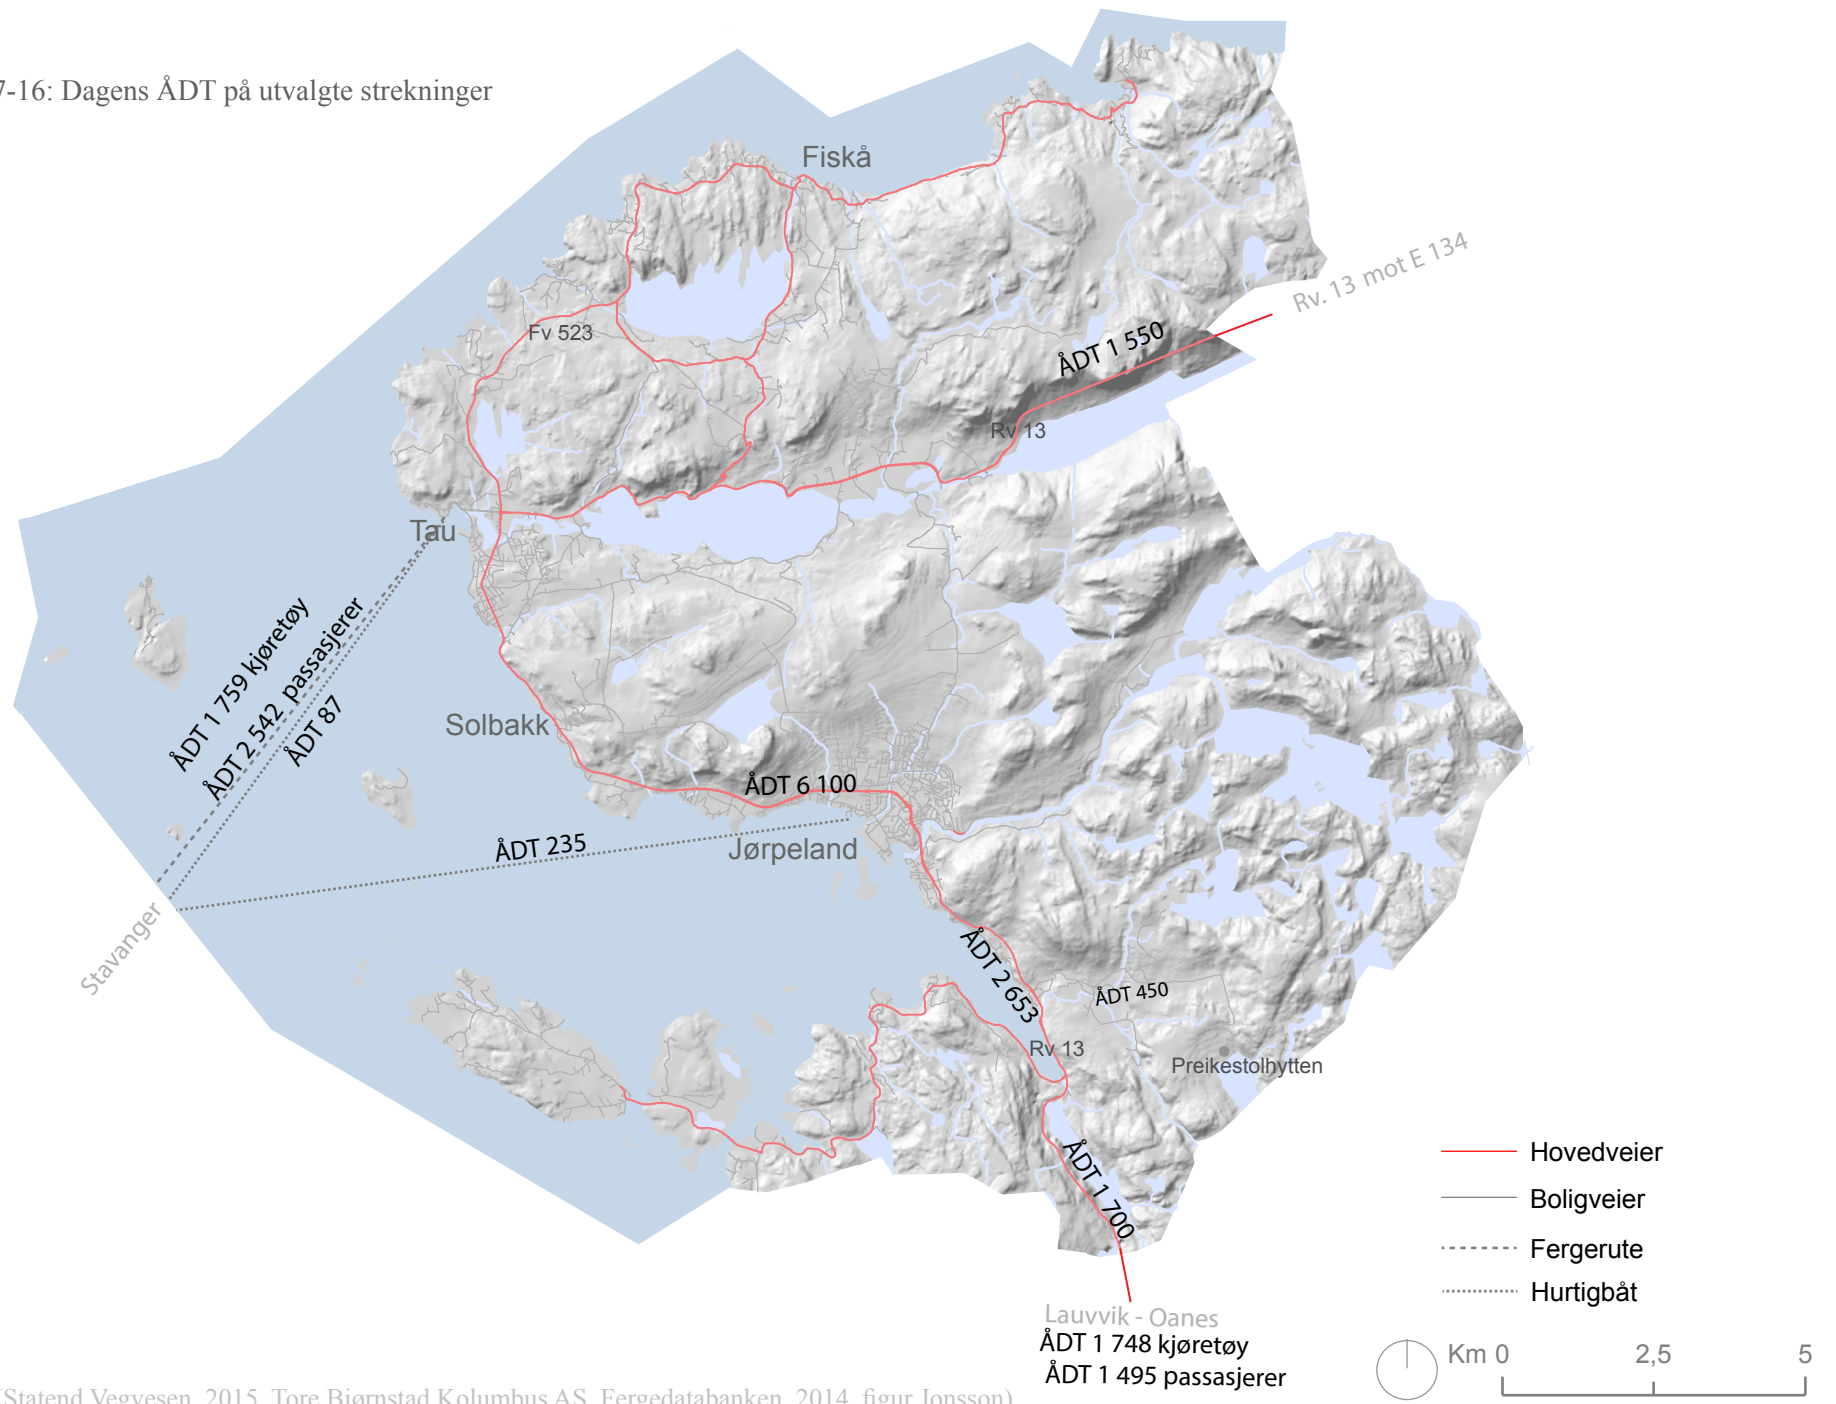 7-16: Dagens ÅDT på utvalgte strekninger
Fiskå
Rv. 13 mot E 134
Fv 523
ÅDT 1 550
Rv 13
Tau
ÅDT 1 759 kjøretøy
ÅDT 2 542 passasjerer
ÅDT 87
Solbakk
ÅDT 6 100
ÅDT 235
Jørpeland
Stavanger
ÅDT 2 653
ÅDT 450
Rv 13
Preikestolhytten
ÅDT 1 700
Hovedveier
Boligveier
Fergerute
Hurtigbåt
Lauvvik - Oanes
ÅDT 1 748 kjøretøy
ÅDT 1 495 passasjerer
Km 0 2,5 5
(Statend Vegvesen, 2015, Tore Bjørnstad Kolumbus AS, Fergedatabanken, 2014, figur Jonsson)